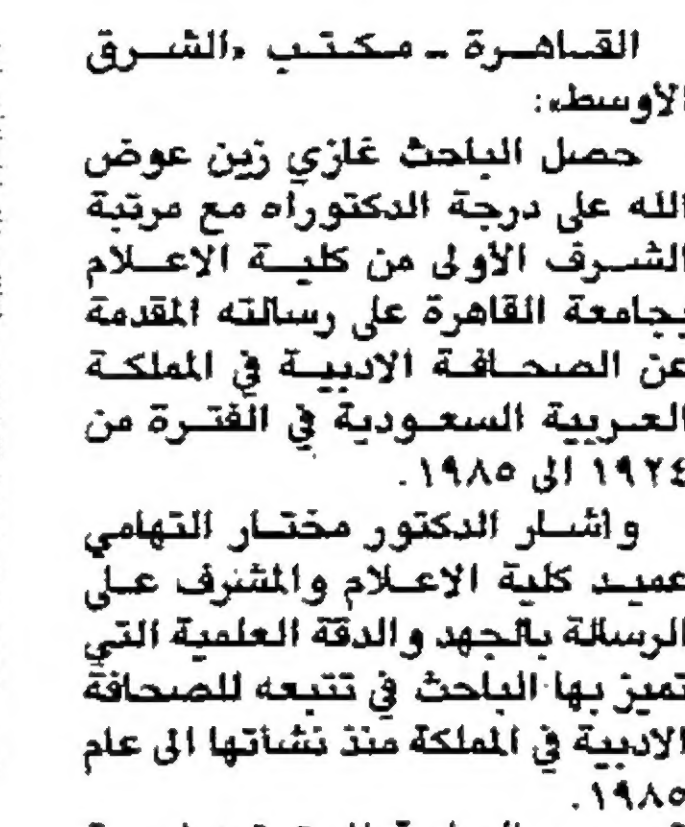 القاهرة - مكتب «الشرق
الأوسط»:
حصل الباحث غازي زين عوض
الله على درجة الدكتوراه مع مرتبة
الشرف الأولى من كلية الاعلام
بجامعة القاهرة على رسالته المقدمة
عن الصحافة الادبية في المملكة
العربية السعودية في الفترة من
١٩٢٤ الى ١٩٨٥.
واشار الدكتور مختار التهامي
عميد كلية الاعلام والمشرف على
الرسالة بالجهد والدقة العلمية التي
تميز بها الباحث في تتبعه للصحافة
الادبية في المملكة منذ نشأتها الى عام
١٩٨٥.